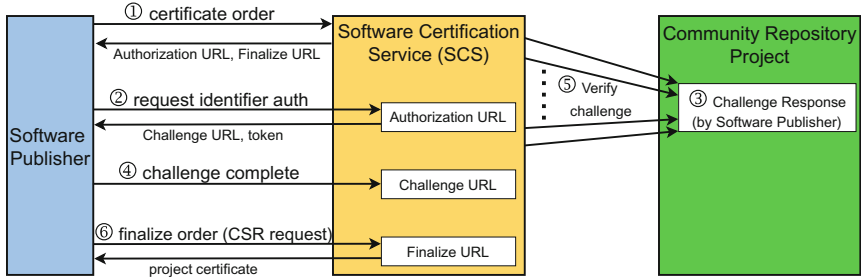 ① certificate order
Authorization URL, Finalize URL
② request identifier auth
Challenge URL, token
Software
Publisher
④ challenge complete
⑥ finalize order (CSR request)
project certificate
Software Certification
Service (SCS)
Authorization URL
Challenge URL
Finalize URL
⑤ Verify
challenge
Community Repository
Project
③ Challenge Response
(by Software Publisher)